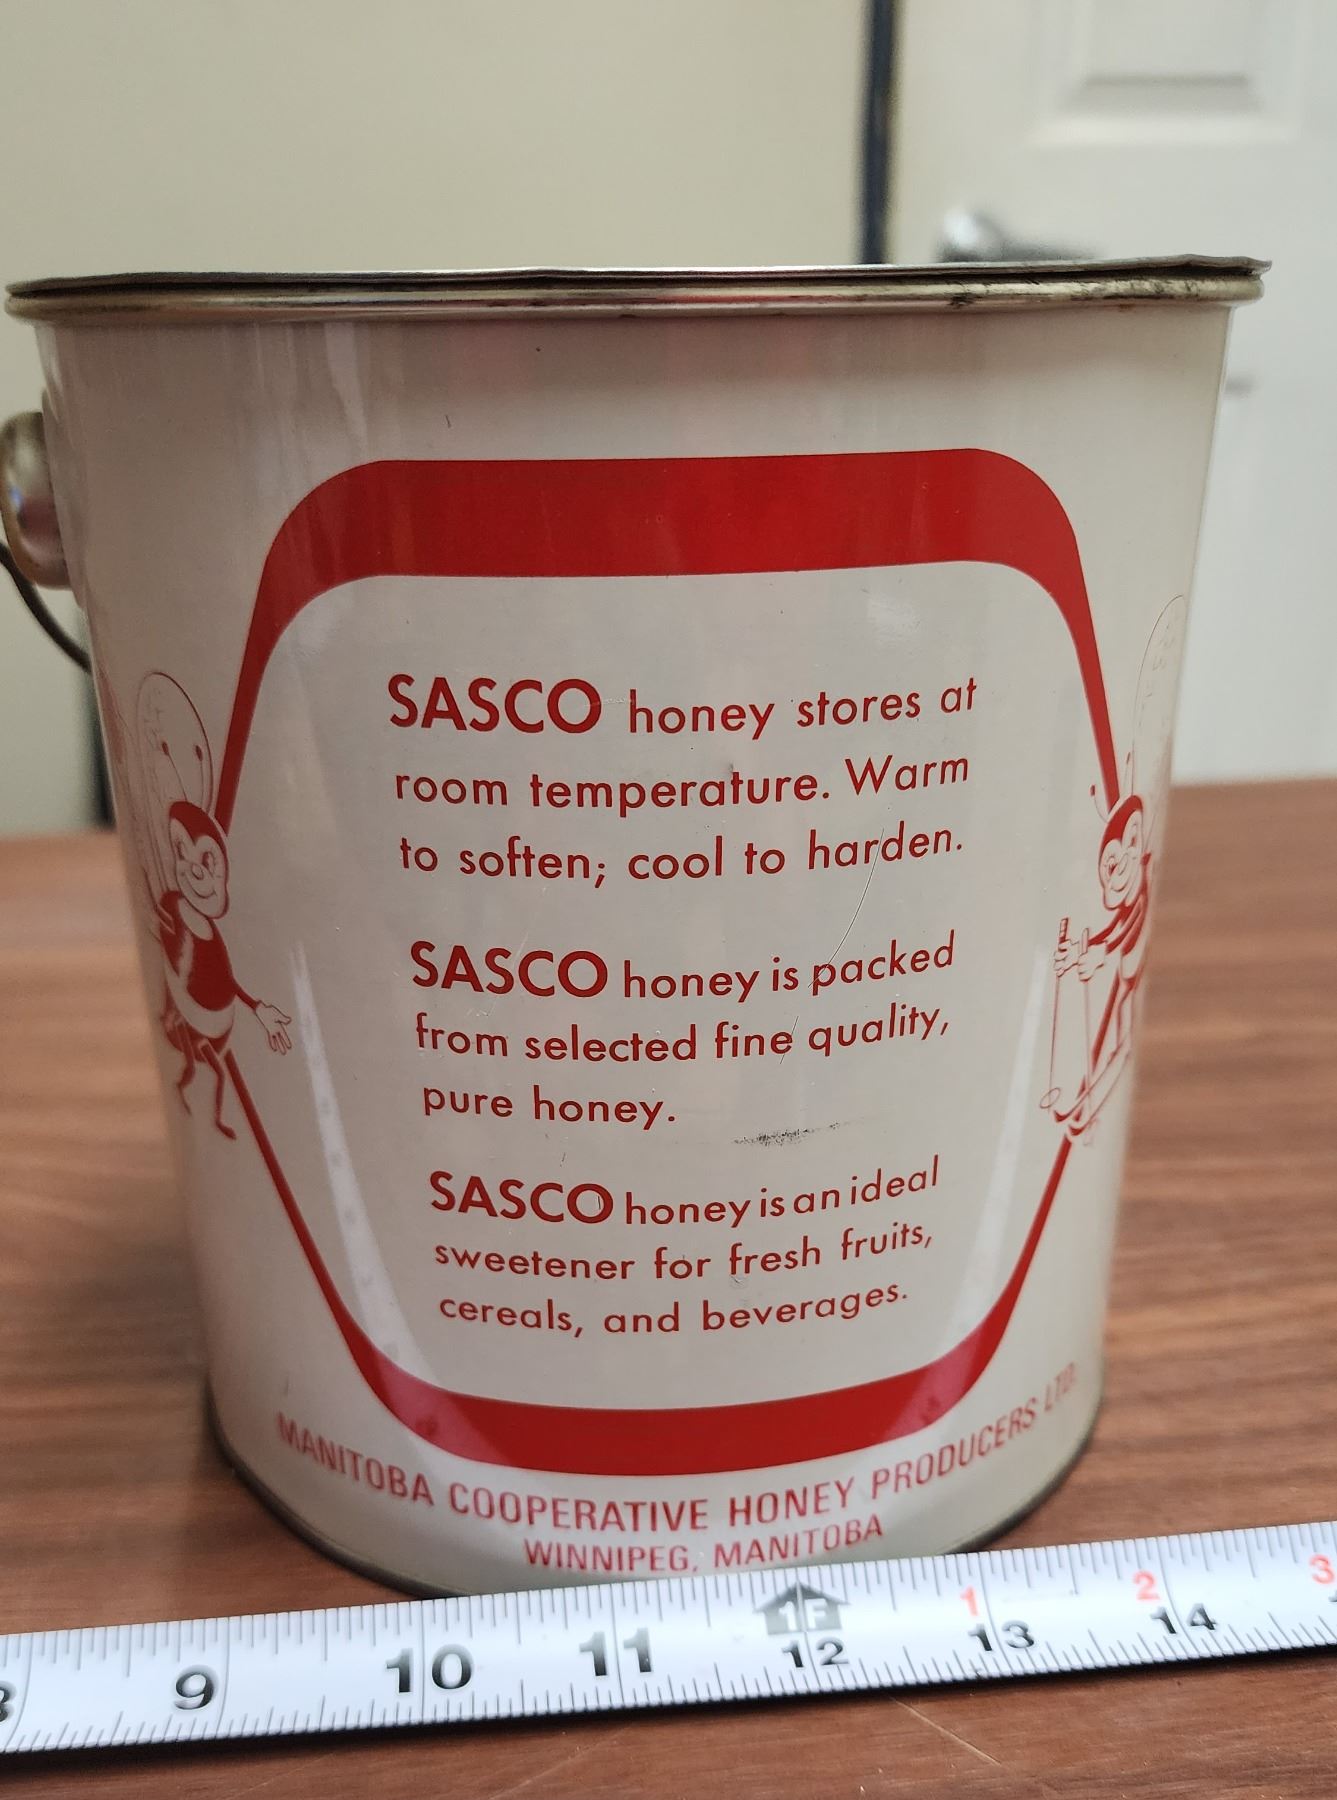 SASCO honey stores at
room temperature. Warm
to soften; cool to harden.
SASCO honey is packed
from selected fine quality,
pure honey.
SASCO honey is an ideal
sweetener for fresh fruits,
cereals, and beverages.
MANITOBA COOPERATIVE HONEY PRODUCERS LTD.
WINNIPEG, MANITOBA
1F 1 2 3
8 9 10 11 12 13 14